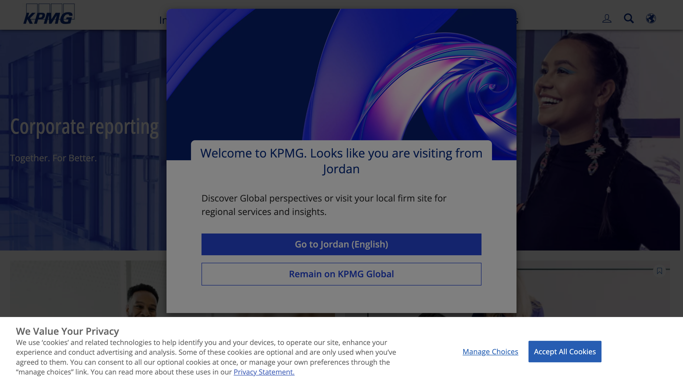 KPMG
Corporate reporting
Together. For Better.
Welcome to KPMG. Looks like you are visiting from
Jordan
Discover Global perspectives or visit your local firm site for
regional services and insights.
Go to Jordan (English)
Remain on KPMG Global
We Value Your Privacy
We use ‘cookies’ and related technologies to help identify you and your devices, to operate our site, enhance your
experience and conduct advertising and analysis. Some of these cookies are optional and are only used when you’ve
agreed to them. You can consent to all our optional cookies at once, or manage your own preferences through the
“manage choices” link. You can read more about these uses in our Privacy Statement.
Manage Choices
Accept All Cookies